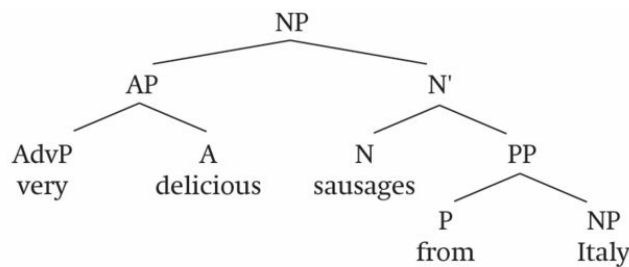 NP
AP N'
AdvP A N PP
very delicious sausages
P NP
from Italy